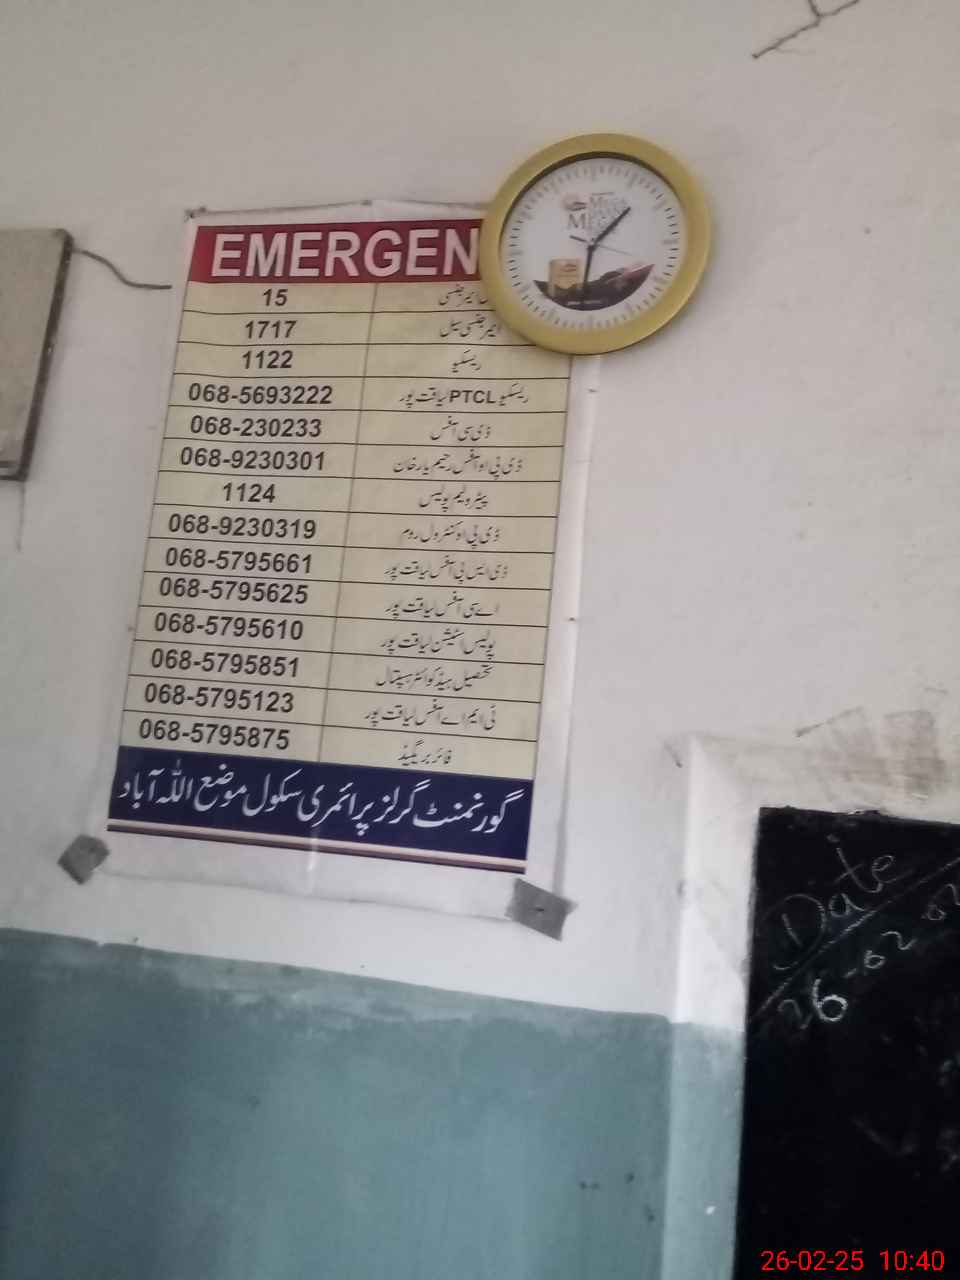 EMERGEN
15 ایمرجنسی
1717 ایمرجنسی سیل
1122 ریسکیو
068-5693222 ریسکیو PTCL لیاقت پور
068-230233 ڈی سی آفس
068-9230301 ڈی پی او آفس رحیم یار خان
1124 پیٹرولیم پولیس
068-9230319 ڈی پی او کنٹرول روم
068-5795661 ڈی ایس پی آفس لیاقت پور
068-5795625 اے سی آفس لیاقت پور
068-5795610 پولیس اسٹیشن لیاقت پور
068-5795851 تحصیل ہیڈ کوائٹر ہسپتال
068-5795123 ٹی ایم اے آفس لیاقت پور
068-5795875 فائر بریگیڈ
گورنمنٹ گرلز پرائمری سکول موضع اللہ آباد
Date
26-02
26-02-25 10:40